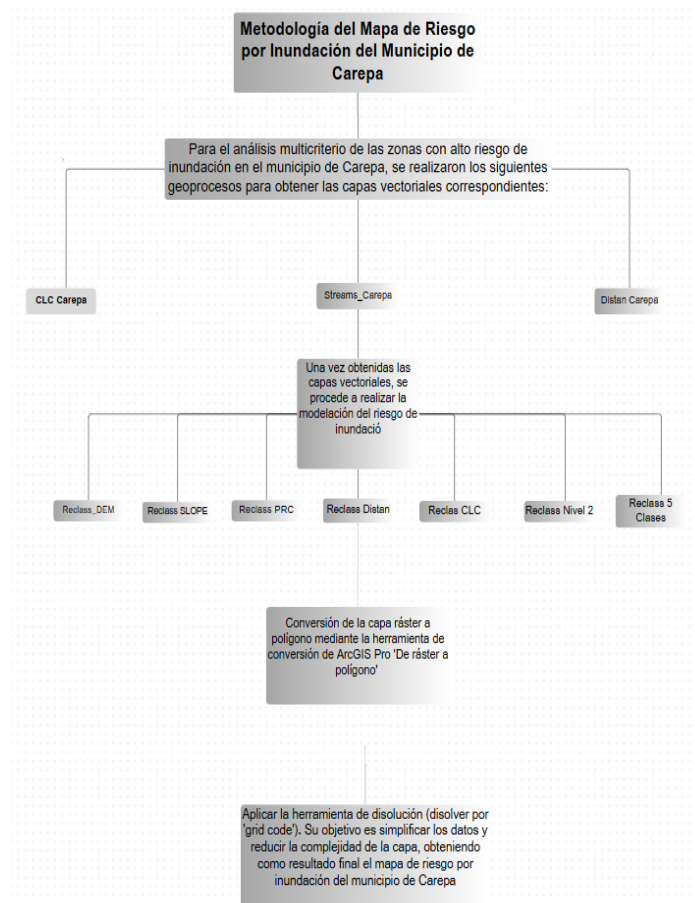 Metodología del Mapa de Riesgo
por Inundación del Municipio de
Carepa
Para el análisis multicriterio de las zonas con alto riesgo de
inundación en el municipio de Carepa, se realizaron los siguientes
geoprocesos para obtener las capas vectoriales correspondientes:
CLC Carepa
Streams_Carepa
Distan Carepa
Una vez obtenidas las
capas vectoriales, se
procede a realizar la
modelación del riesgo de
inundació
Reclass_DEM
Reclass SLOPE
Reclass PRC
Reclass Distan
Reclas CLC
Reclass Nivel 2
Reclass 5
Clases
Conversión de la capa ráster a
polígono mediante la herramienta de
conversión de ArcGIS Pro 'De ráster a
polígono'
Aplicar la herramienta de disolución (disolver por
'grid code'). Su objetivo es simplificar los datos y
reducir la complejidad de la capa, obteniendo
como resultado final el mapa de riesgo por
inundación del municipio de Carepa